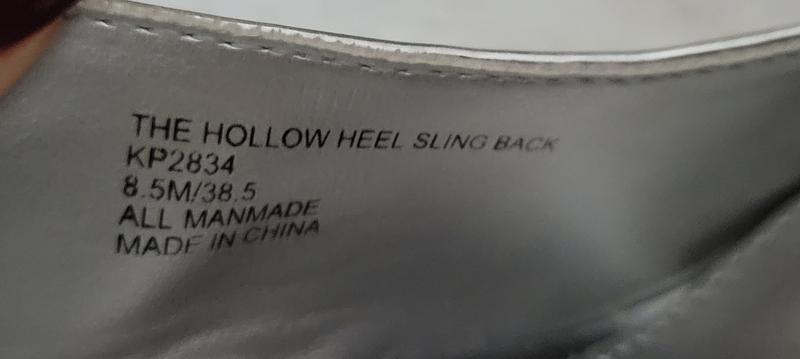 THE HOLLOW HEEL SLING BACK
KP2834
8.5M/38.5
ALL MANMADE
MADE IN CHINA